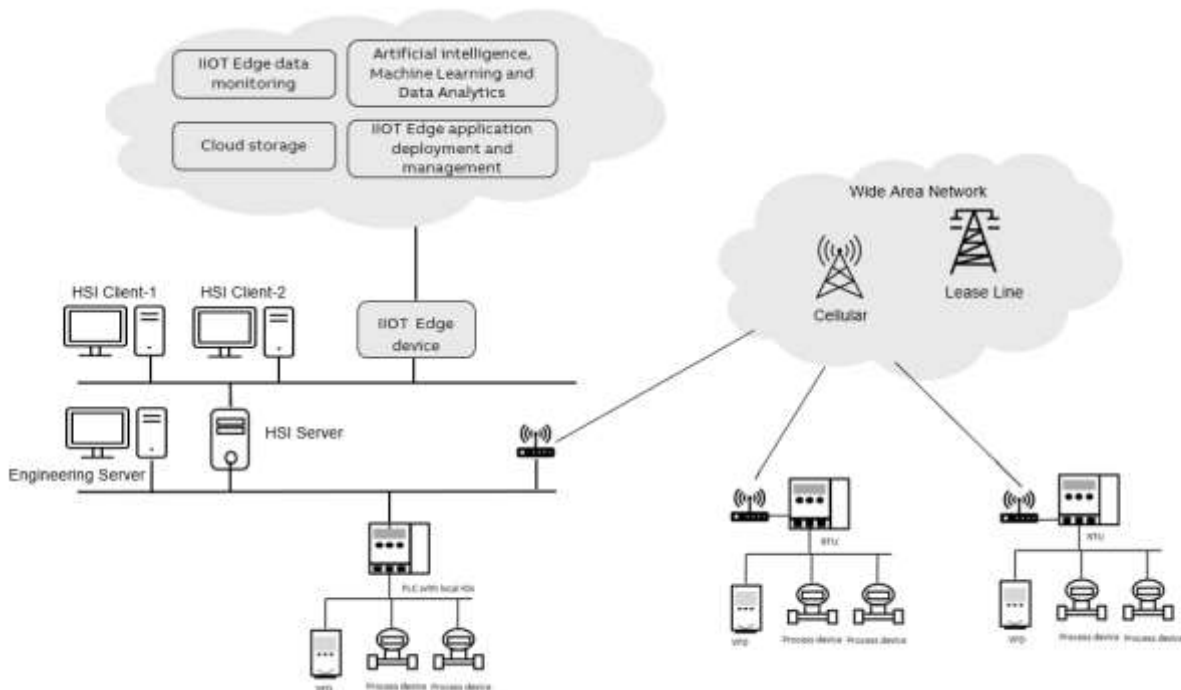 IIOT Edge data
monitoring
Artificial intelligence,
Machine Learning and
Data Analytics
Cloud storage
IIOT Edge application
deployment and
management
Wide Area Network
Lease Line
Cellular
HSI Client-1
HSI Client-2
IIOT Edge
device
HSI Server
Engineering Server
RTU
RTU
PLC with local
VFD
Process device
Process device
VFD
Process device
Process device
VFD
Process device
Process device